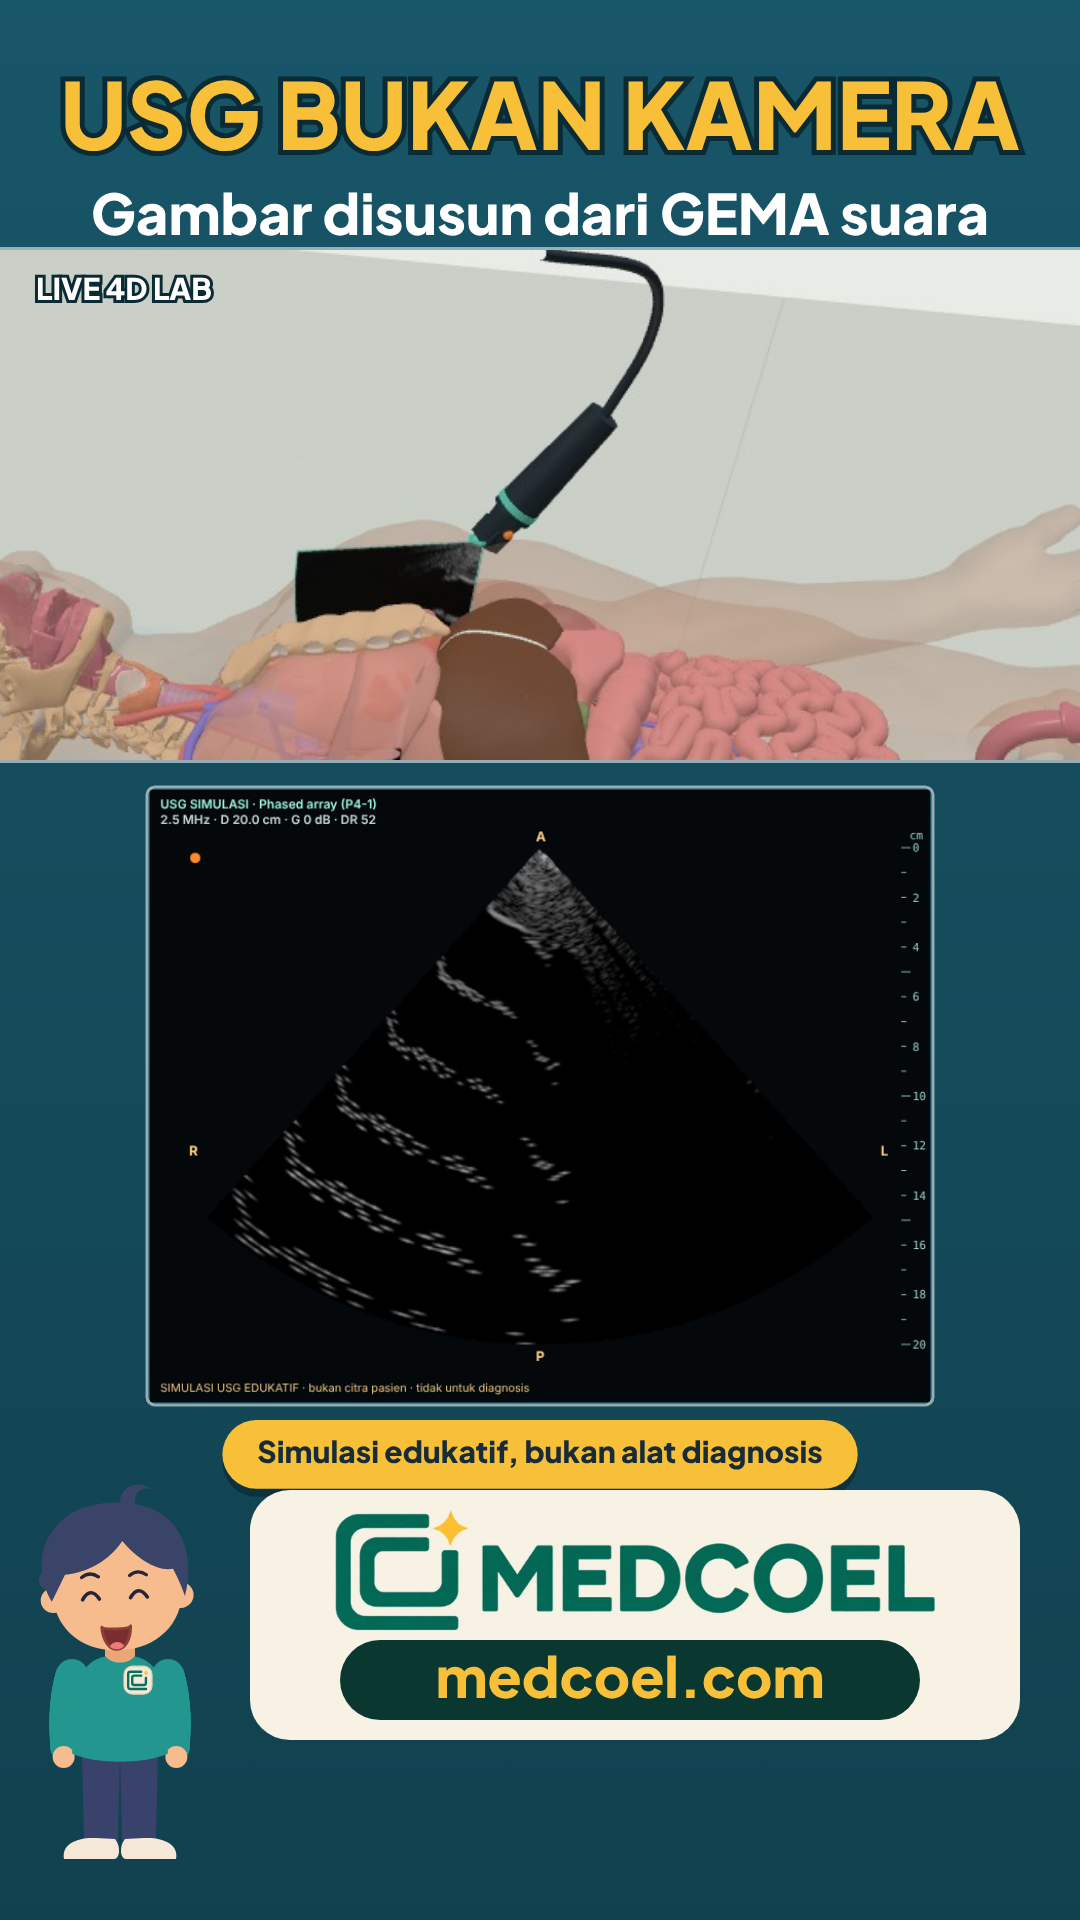 USG BUKAN KAMERA
Gambar disusun dari GEMA suara
LIVE 4D LAB
USG SIMULASI · Phased array (P4-1)
2.5 MHz · D 20.0 cm · G 0 dB · DR 52
A
cm
0
2
4
6
8
10
R
L
12
14
16
18
20
P
SIMULASI USG EDUKATIF · bukan citra pasien · tidak untuk diagnosis
Simulasi edukatif, bukan alat diagnosis
MEDCOEL
medcoel.com